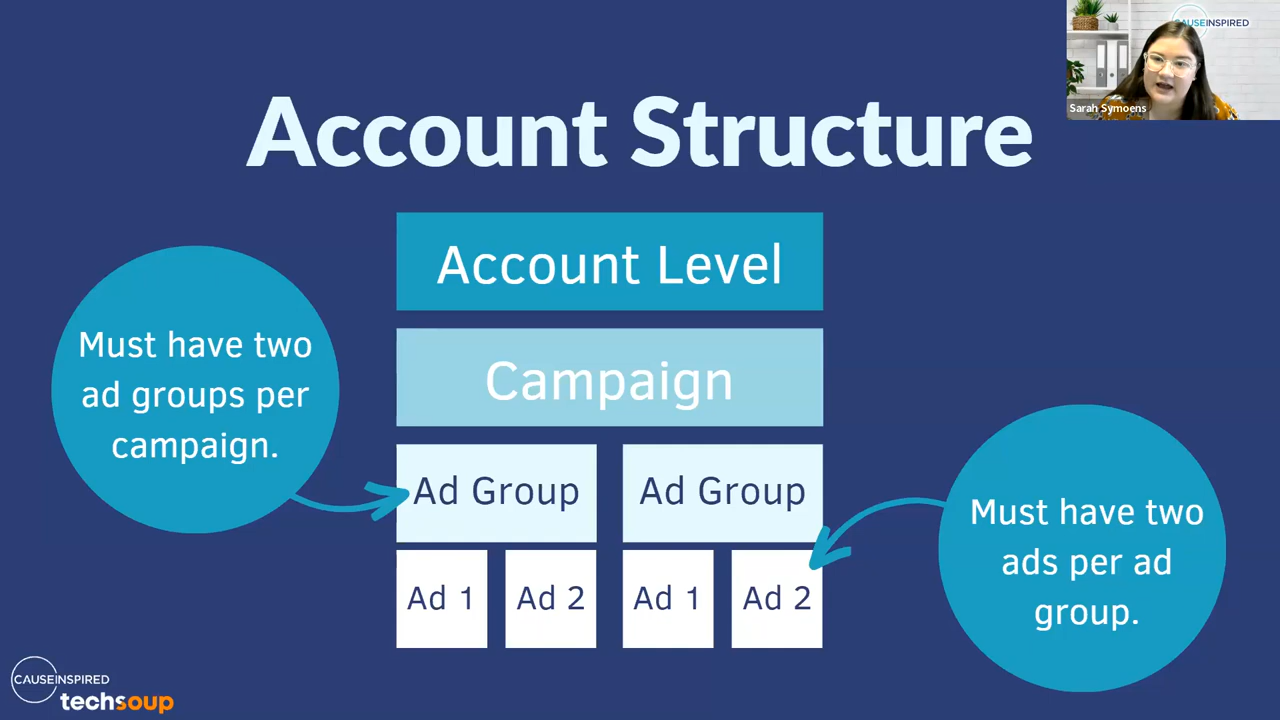 CAUSEINSPIRED
Sarah Symoens
Account Structure
Account Level
Must have two
ad groups per
campaign.
Campaign
Ad Group
Ad Group
Must have two
ads per ad
group.
Ad 1
Ad 2
Ad 1
Ad 2
CAUSEINSPIRED
techsoup